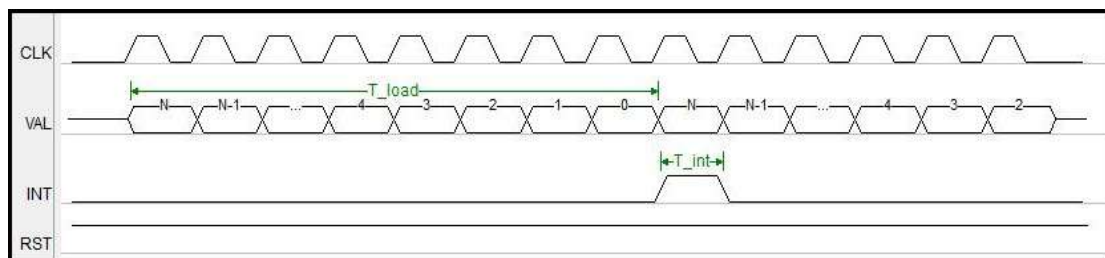 CLK
T_load
VAL N N-1 ... 4 3 2 1 0 N N-1 ... 4 3 2
T_int
INT
RST